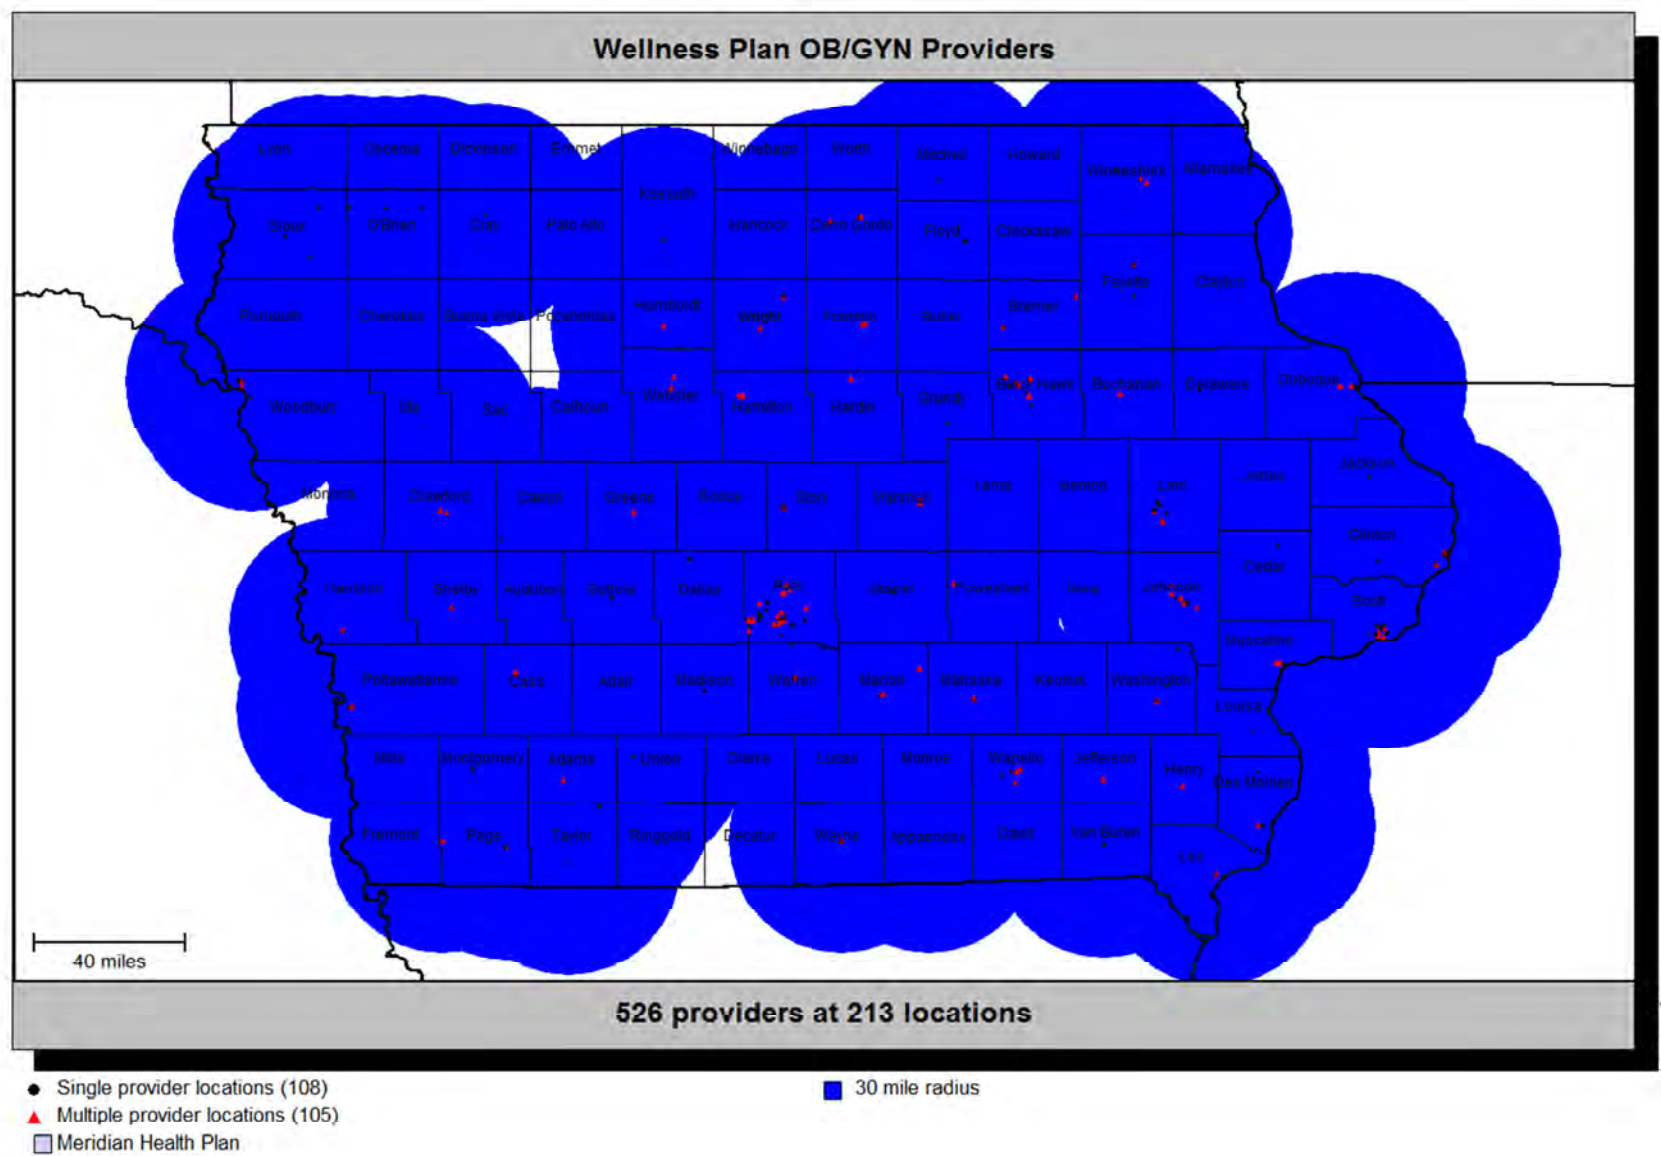 Wellness Plan OB/GYN Providers
Lyon Osceola Dickinson Emmet Winnebago Worth Mitchell Howard Winneshiek Allamakee
Kossuth
Sioux O'Brien Clay Palo Alto Hancock Cerro Gordo Floyd Chickasaw
Plymouth Cherokee Buena Vista Pocahontas Humboldt Wright Franklin Butler Bremer Fayette Clayton
Woodbury Ida Sac Calhoun Webster Hamilton Hardin Grundy Black Hawk Buchanan Delaware Dubuque
Monona Crawford Carroll Greene Boone Story Marshall Tama Benton Linn Jones Jackson
Clinton
Harrison Shelby Audubon Guthrie Dallas Polk Jasper Poweshiek Iowa Johnson Cedar
Scott
Muscatine
Pottawattamie Cass Adair Madison Warren Marion Mahaska Keokuk Washington
Louisa
Mills Montgomery Adams Union Clarke Lucas Monroe Wapello Jefferson Henry Des Moines
Fremont Page Taylor Ringgold Decatur Wayne Appanoose Davis Van Buren
Lee
40 miles
526 providers at 213 locations
Single provider locations (108)
30 mile radius
Multiple provider locations (105)
Meridian Health Plan